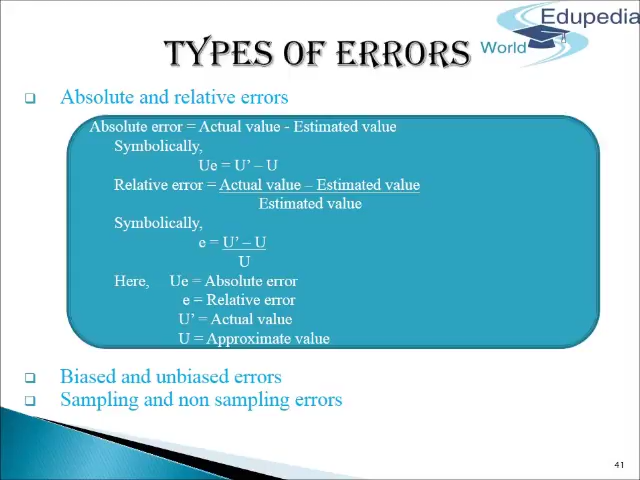 Edupedia
World
TYPES OF ERRORS
❑ Absolute and relative errors
Absolute error = Actual value - Estimated value
Symbolically,
Ue = U’ – U
Relative error = Actual value – Estimated value
Estimated value
Symbolically,
e = U’ – U
U
Here, Ue = Absolute error
e = Relative error
U’ = Actual value
U = Approximate value
❑ Biased and unbiased errors
❑ Sampling and non sampling errors
41